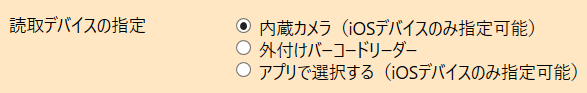 読取デバイスの指定
内蔵カメラ（iOSデバイスのみ指定可能）
外付けバーコードリーダー
アプリで選択する（iOSデバイスのみ指定可能）